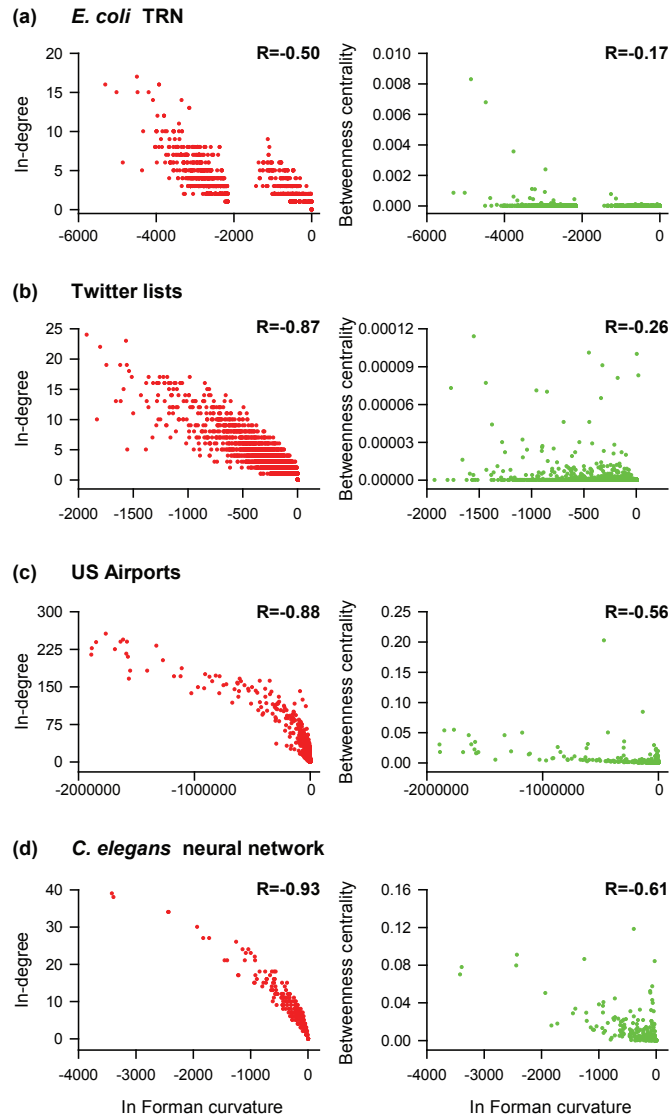 (a) E. coli TRN
R=-0.50
In-degree
20
15
10
5
0
-6000 -4000 -2000 0
R=-0.17
Betweenness centrality
0.010
0.008
0.006
0.004
0.002
0.000
-6000 -4000 -2000 0
(b) Twitter lists
R=-0.87
In-degree
25
20
15
10
5
0
-2000 -1500 -1000 -500 0
R=-0.26
Betweenness centrality
0.00012
0.00009
0.00006
0.00003
0.00000
-2000 -1500 -1000 -500 0
(c) US Airports
R=-0.88
In-degree
300
225
150
75
0
-2000000 -1000000 0
R=-0.56
Betweenness centrality
0.25
0.20
0.15
0.10
0.05
0.00
-2000000 -1000000 0
(d) C. elegans neural network
R=-0.93
In-degree
40
30
20
10
0
-4000 -3000 -2000 -1000 0
In Forman curvature
R=-0.61
Betweenness centrality
0.16
0.12
0.08
0.04
0.00
-4000 -3000 -2000 -1000 0
In Forman curvature